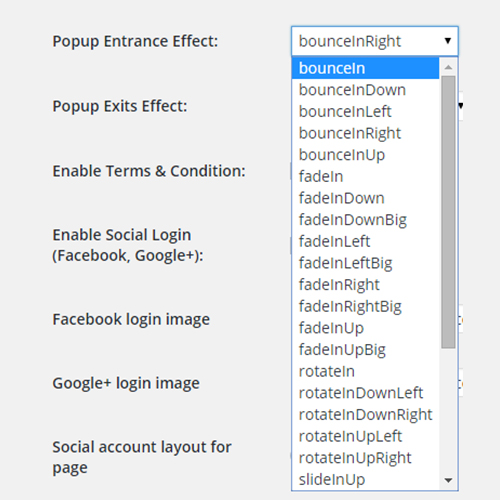 Popup Entrance Effect:
bounceInRight
bounceIn
bounceInDown
Popup Exits Effect:
bounceInLeft
bounceInRight
bounceInUp
Enable Terms & Condition:
fadeIn
fadeInDown
fadeInDownBig
Enable Social Login
fadeInLeft
(Facebook, Google+):
fadeInLeftBig
fadeInRight
fadeInRightBig
Facebook login image
fadeInUp
fadeInUpBig
rotateIn
Google+ login image
rotateInDownLeft
rotateInDownRight
rotateInUpLeft
Social account layout for
rotateInUpRight
page
slideInUp